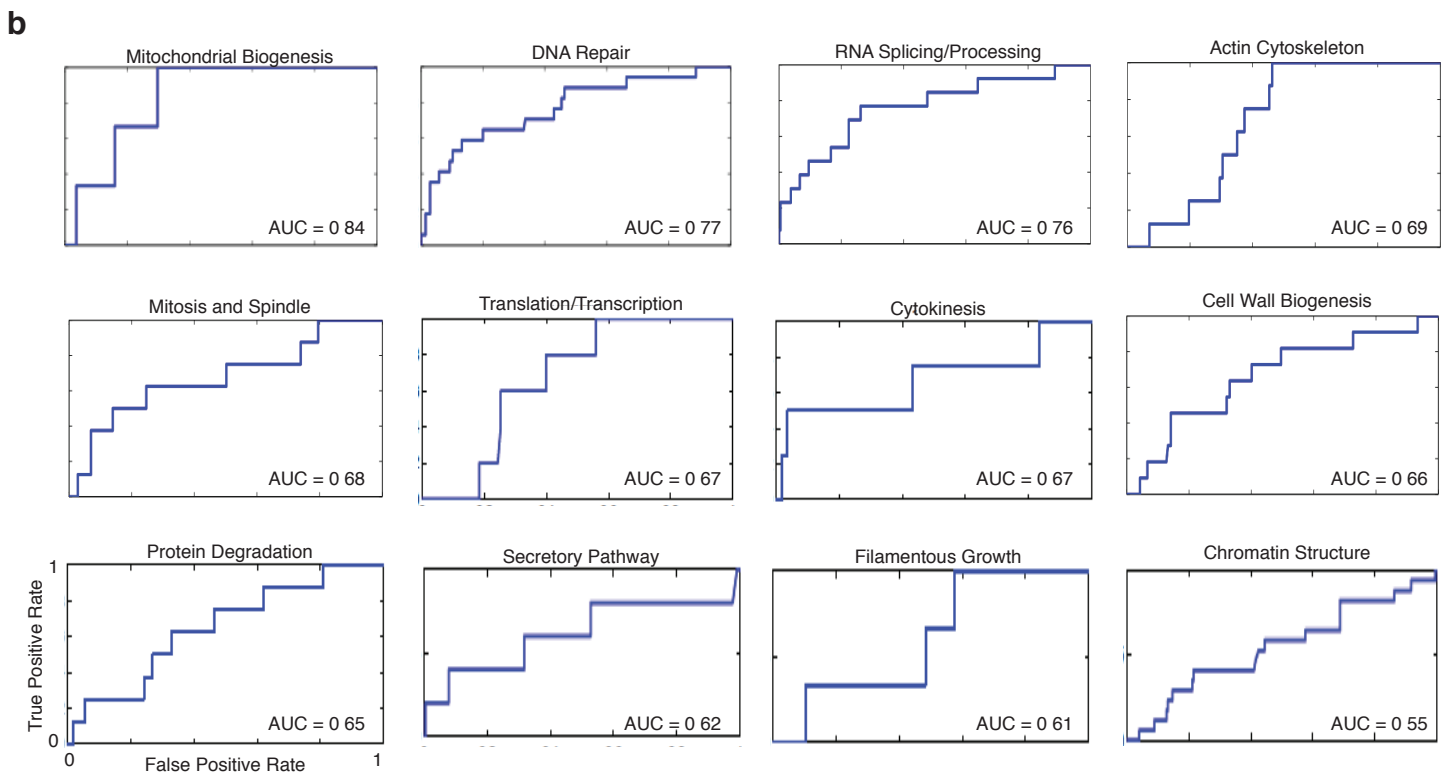 b
Mitochondrial Biogenesis
AUC = 0 84
DNA Repair
AUC = 0 77
RNA Splicing/Processing
AUC = 0 76
Actin Cytoskeleton
AUC = 0 69
Mitosis and Spindle
AUC = 0 68
Translation/Transcription
AUC = 0 67
Cytokinesis
AUC = 0 67
Cell Wall Biogenesis
AUC = 0 66
Protein Degradation
AUC = 0 65
1
True Positive Rate
0
0
False Positive Rate
1
Secretory Pathway
AUC = 0 62
Filamentous Growth
AUC = 0 61
Chromatin Structure
AUC = 0 55